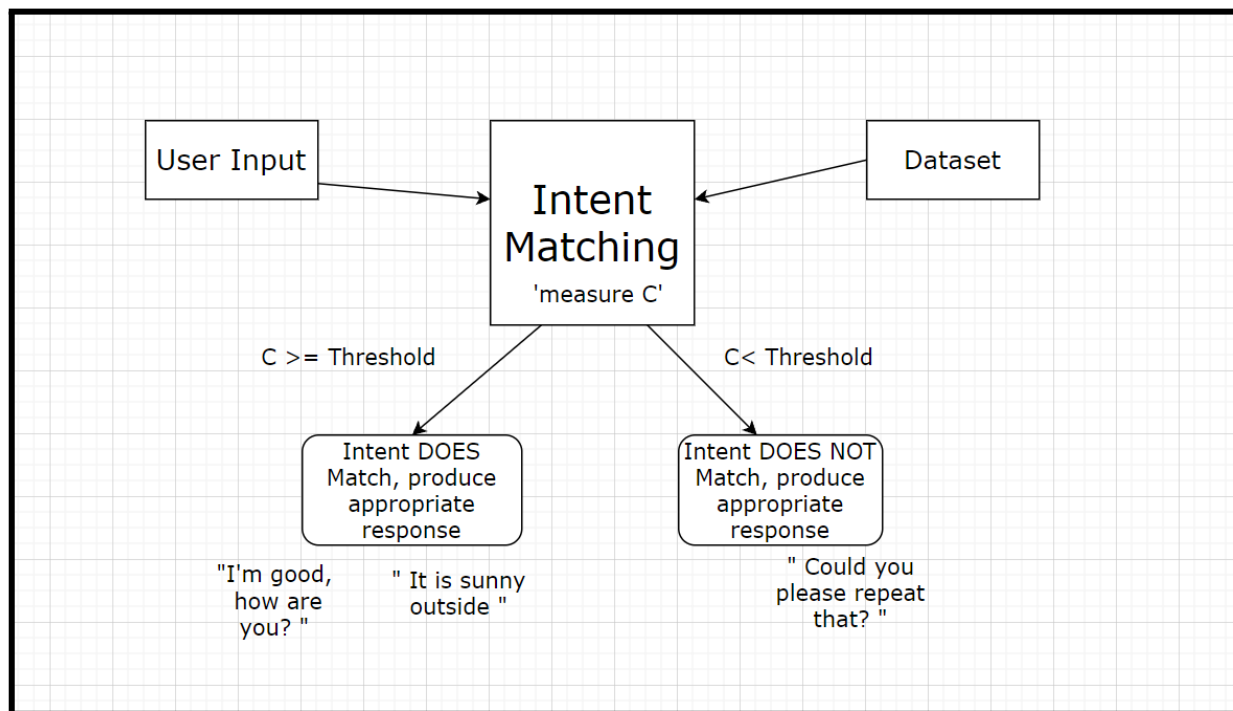 User Input
Intent
Matching
'measure C'
Dataset
C >= Threshold
C< Threshold
Intent DOES
Match, produce
appropriate
response
Intent DOES NOT
Match, produce
appropriate
response
"I'm good,
how are
you? "
" It is sunny
outside "
" Could you
please repeat
that? "